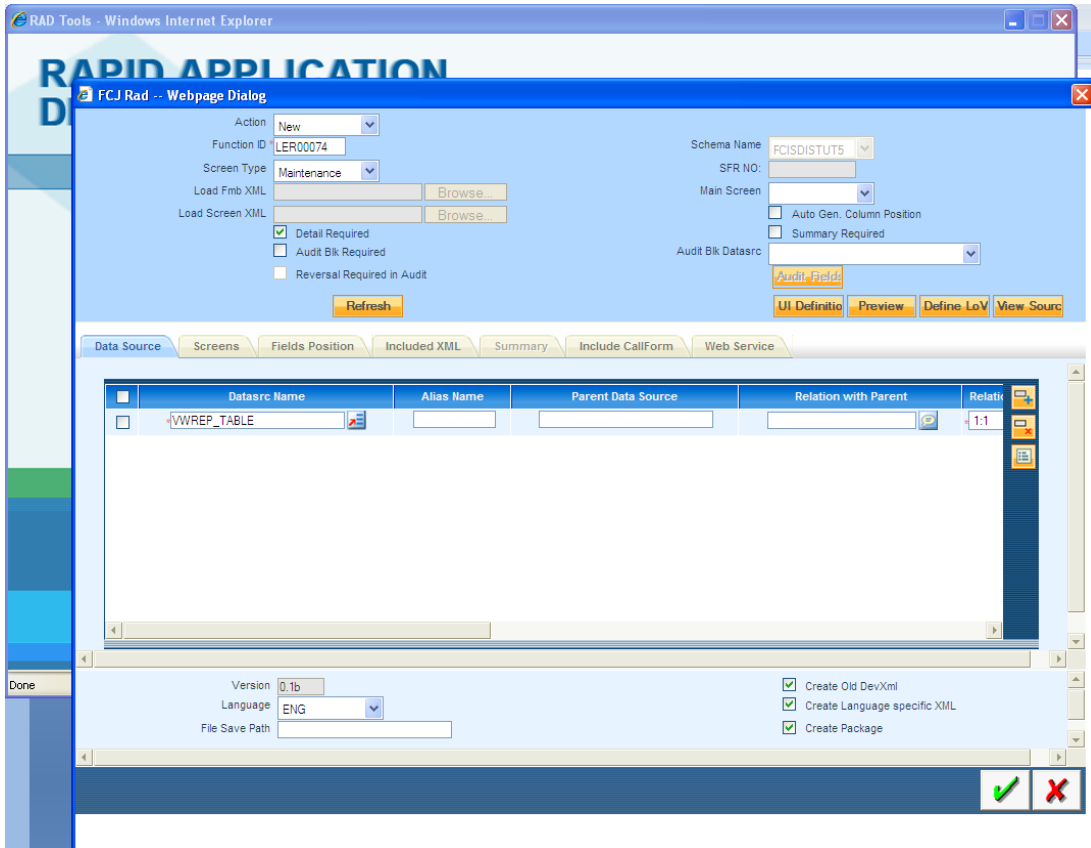 RAD Tools - Windows Internet Explorer
RAPID APPLICATION
FCJ Rad -- Webpage Dialog
Action New
Function ID *LER00074 Schema Name FCISDISTUT5
Screen Type Maintenance SFR NO:
Load Fmb XML Browse... Main Screen
Load Screen XML Browse... Auto Gen. Column Position
Detail Required Summary Required
Audit Blk Required Audit Blk Datasrc
Reversal Required in Audit Audit Fields
Refresh UI Definitio Preview Define LoV View Sourc
Data Source Screens Fields Position Included XML Summary Include CallForm Web Service
Datasrc Name Alias Name Parent Data Source Relation with Parent Relatio
*VWREP_TABLE * 1:1
Done
Version 0.1b Create Old DevXml
Language ENG Create Language specific XML
File Save Path Create Package